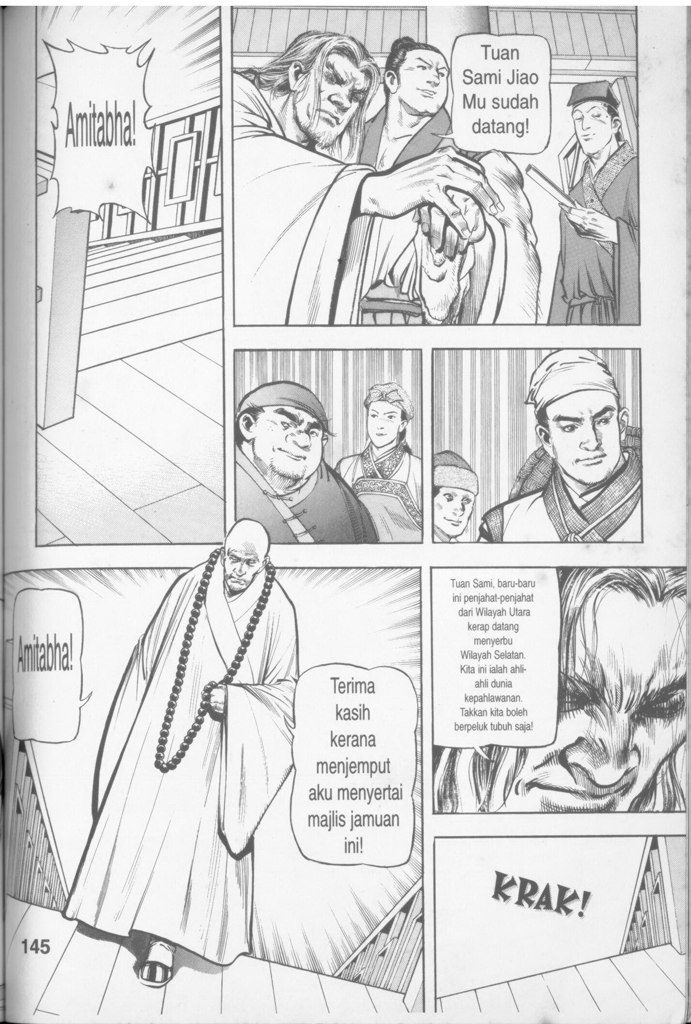 Amitabha!
Tuan
Sami Jiao
Mu sudah
datang!
Amitabha!
Terima
kasih
kerana
menjemput
aku menyertai
majlis jamuan
ini!
Tuan Sami, baru-baru
ini penjahat-penjahat
dari Wilayah Utara
kerap datang
menyerbu
Wilayah Selatan.
Kita ini ialah ahli-
ahli dunia
kepahlawanan.
Takkan kita boleh
berpeluk tubuh saja!
KRAK!
145